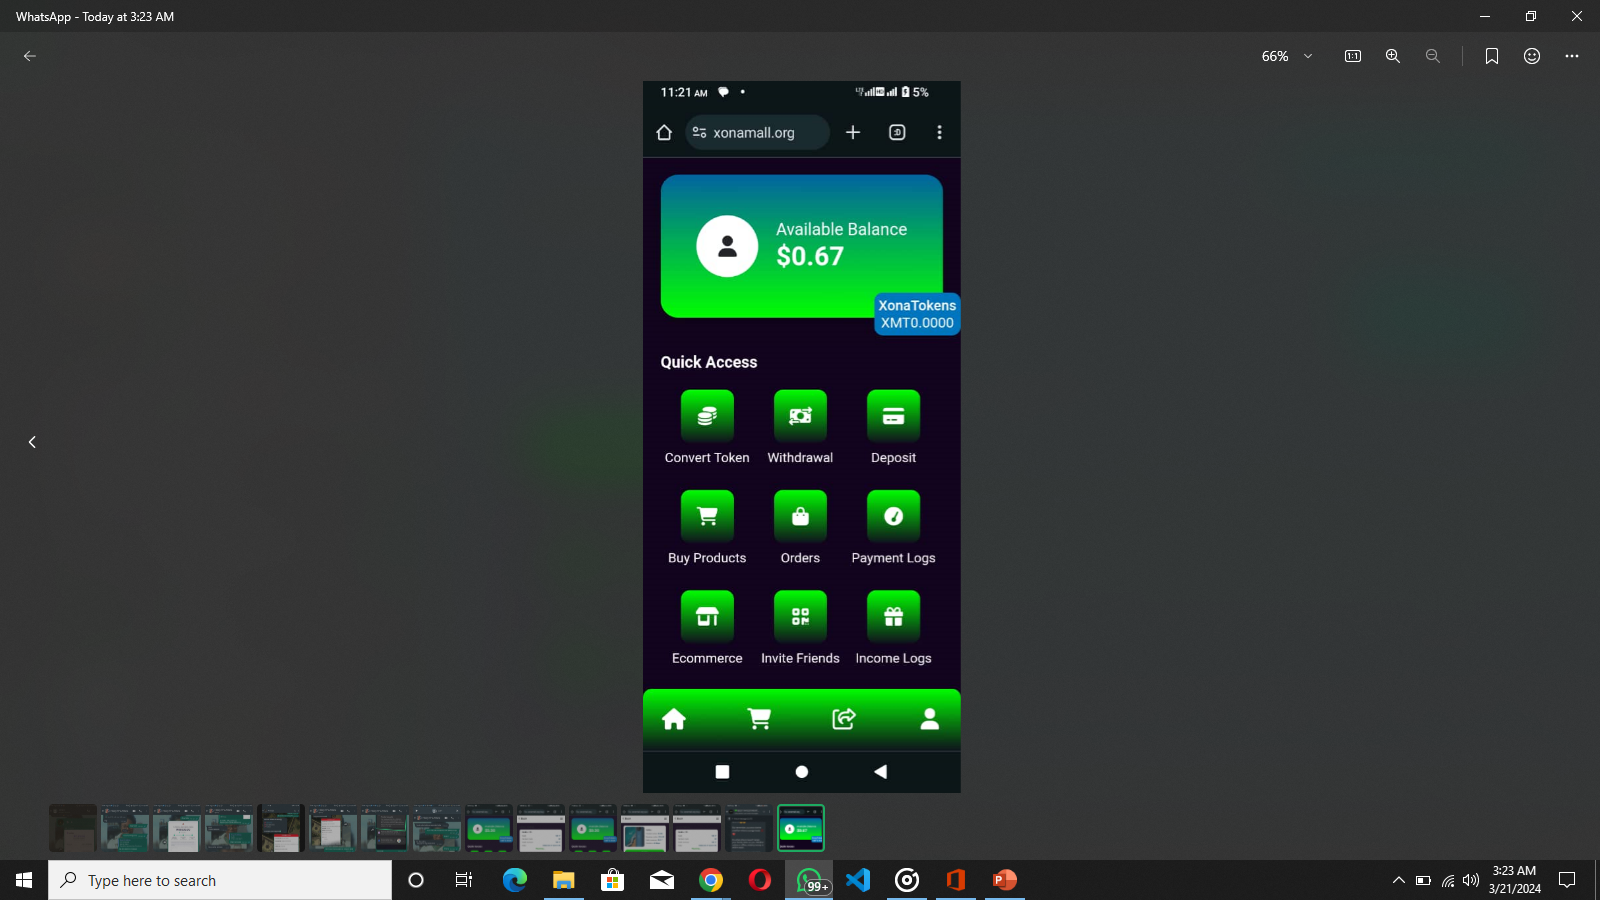 WhatsApp - Today at 3:23 AM
66%
11:21 AM
5%
xonamall.org
:D
Available Balance
$0.67
XonaTokens
XMT0.0000
Quick Access
Convert Token Withdrawal Deposit
Buy Products Orders Payment Logs
Ecommerce Invite Friends Income Logs
Type here to search
99+
3:23 AM
3/21/2024